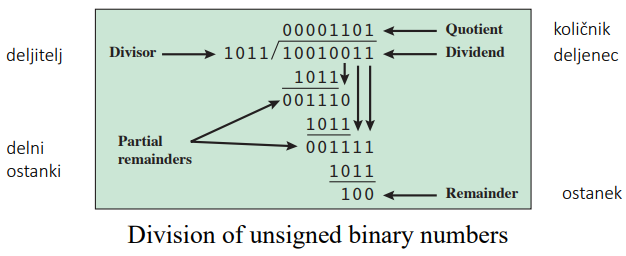 00001101 Quotient količnik
deljitelj Divisor 1011/10010011 Dividend deljenec
1011
001110
1011
delni ostanki Partial remainders 001111
1011
100 Remainder ostanek
Division of unsigned binary numbers